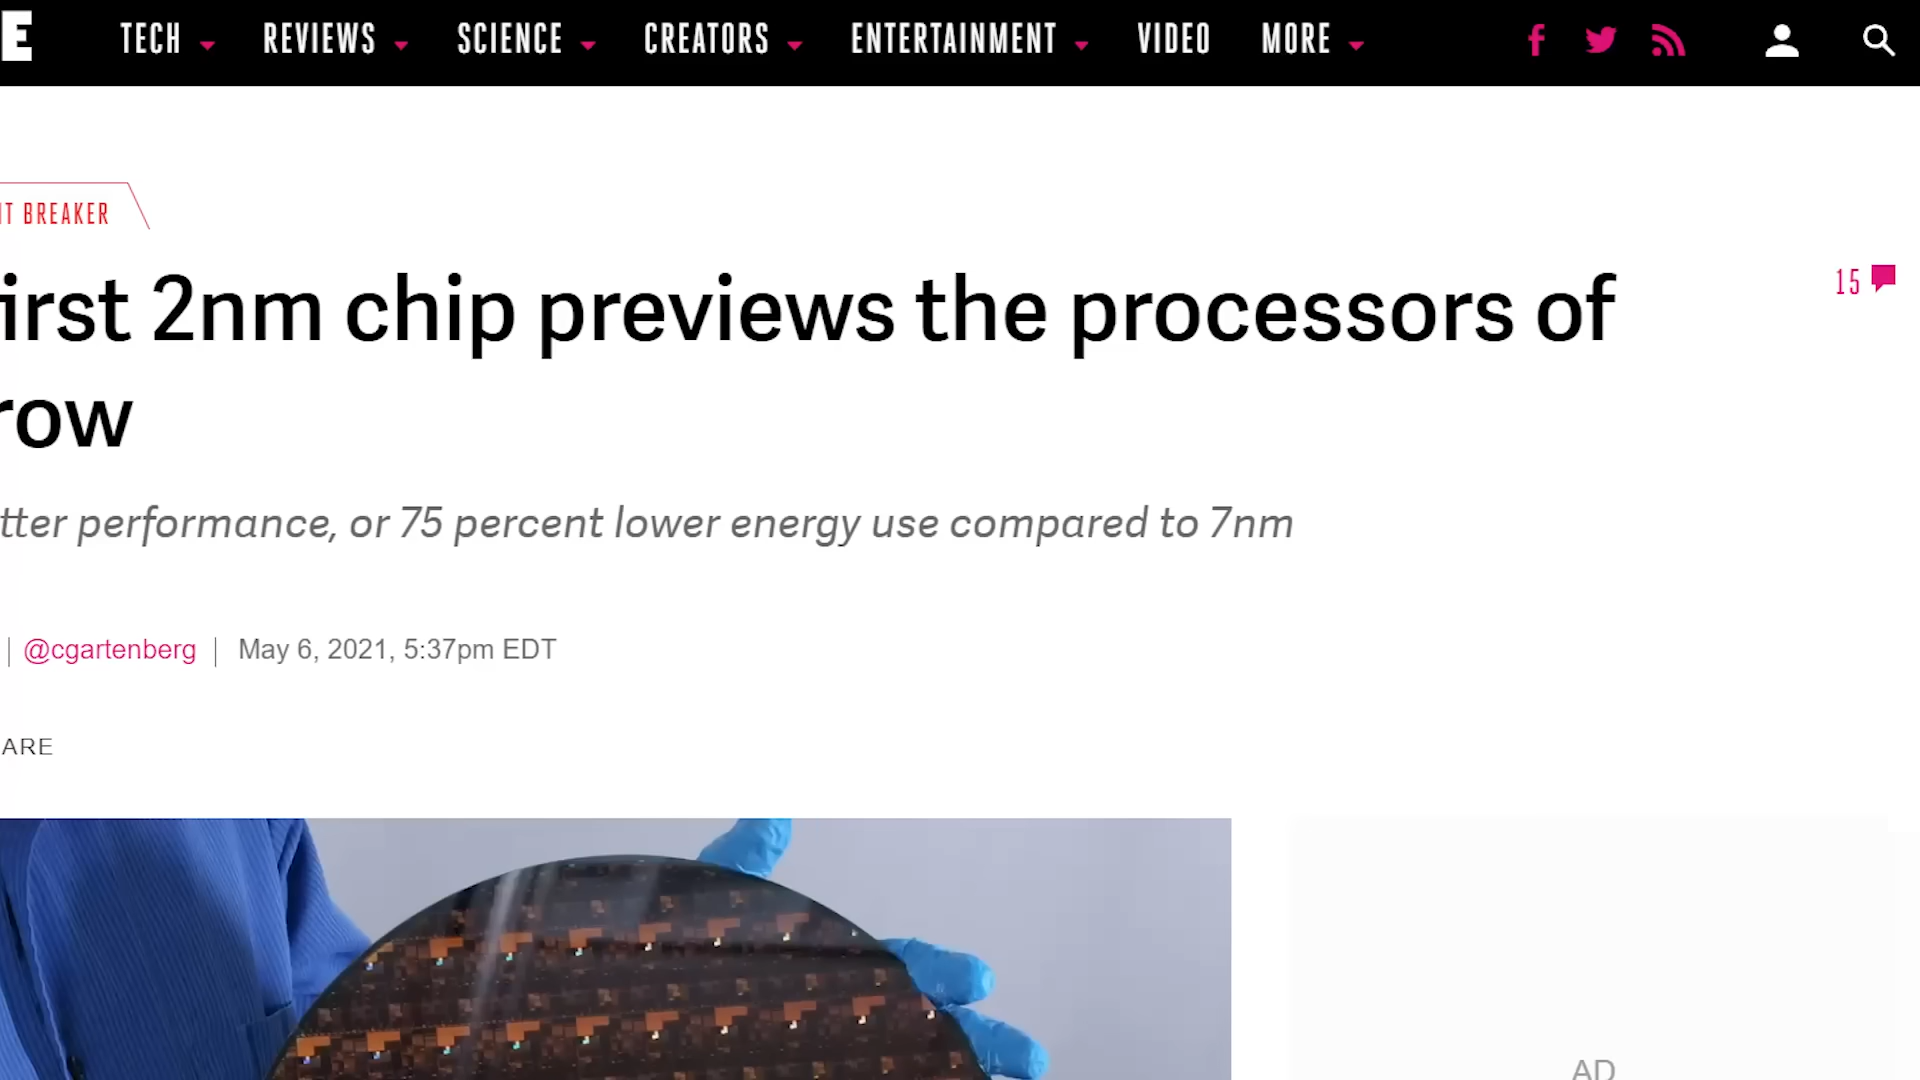 E TECH REVIEWS SCIENCE CREATORS ENTERTAINMENT VIDEO MORE
IT BREAKER
irst 2nm chip previews the processors of
15
row
tter performance, or 75 percent lower energy use compared to 7nm
@cgartenberg | May 6, 2021, 5:37pm EDT
ARE
AD